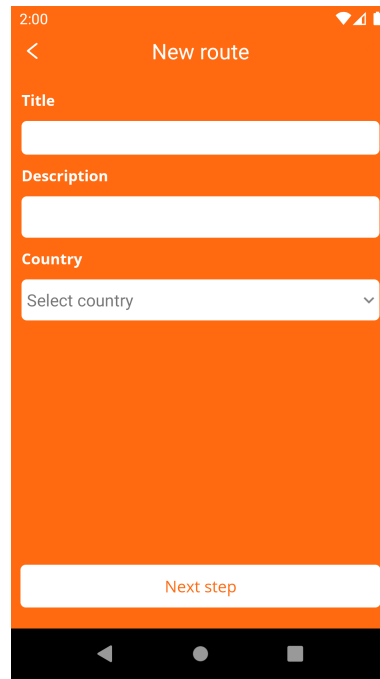 2:00
New route
Title
Description
Country
Select country
Next step